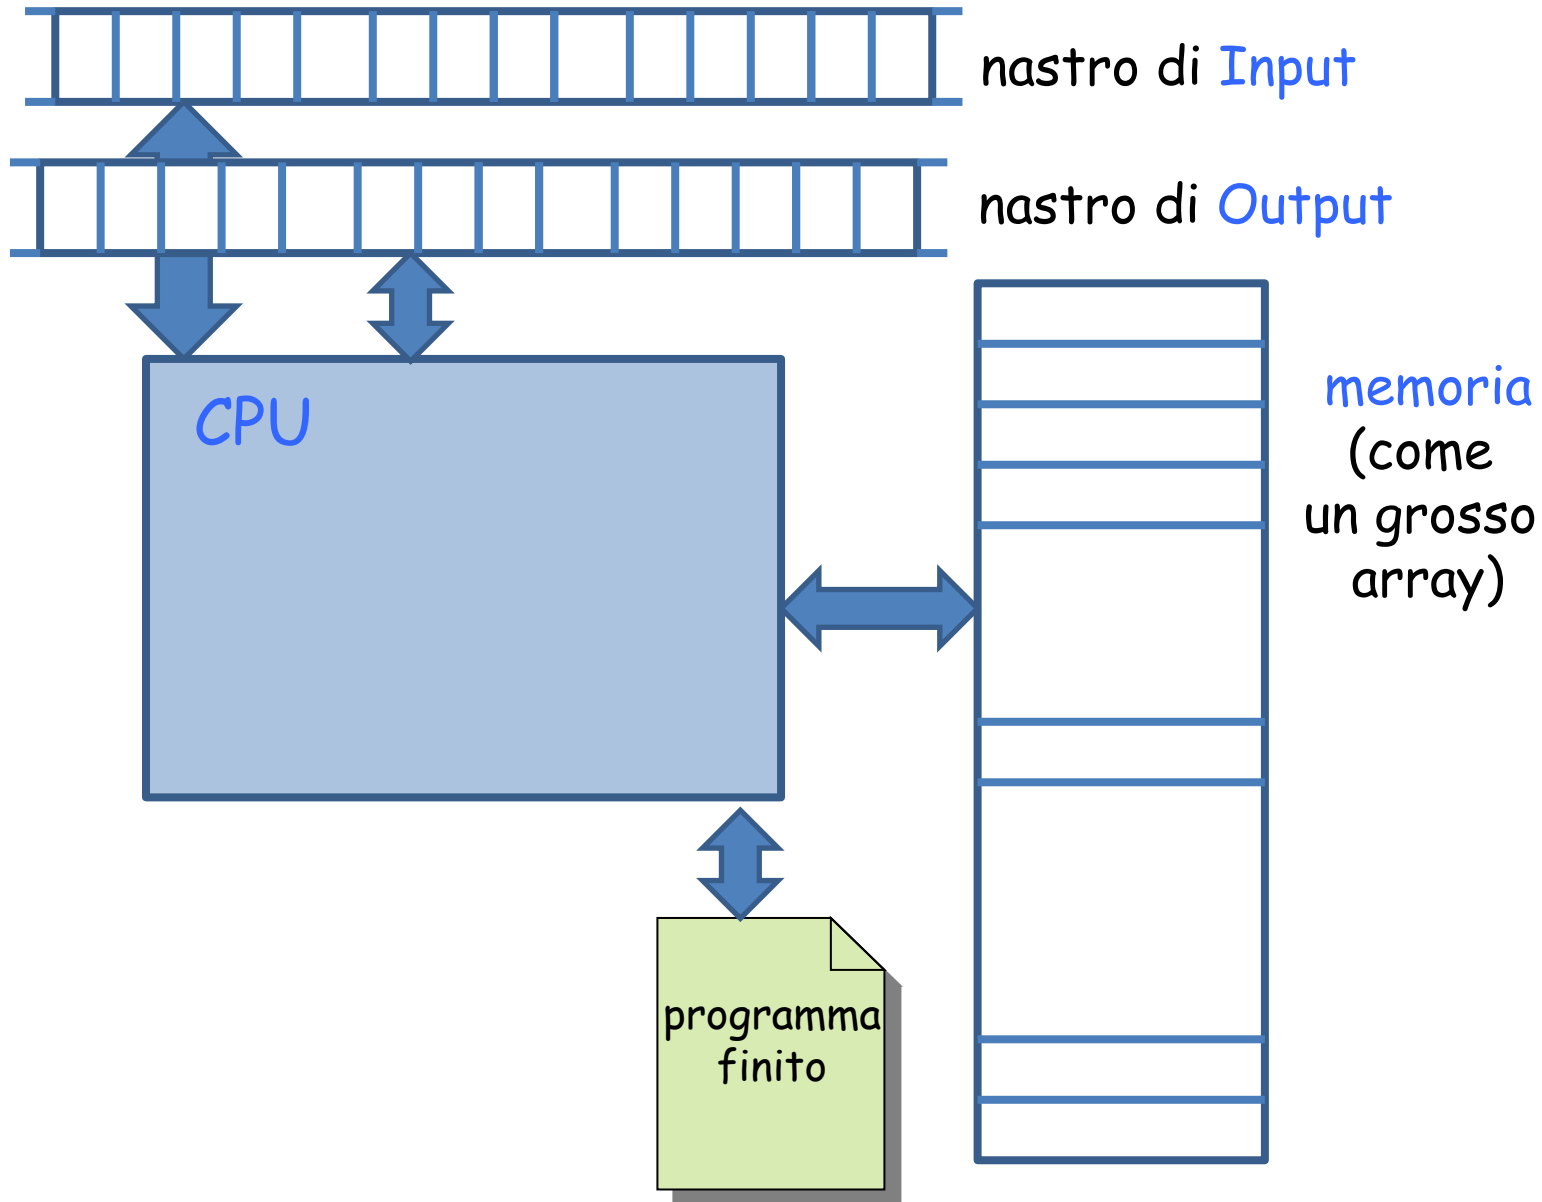 nastro di Input
nastro di Output
CPU
memoria
(come
un grosso
array)
programma
finito